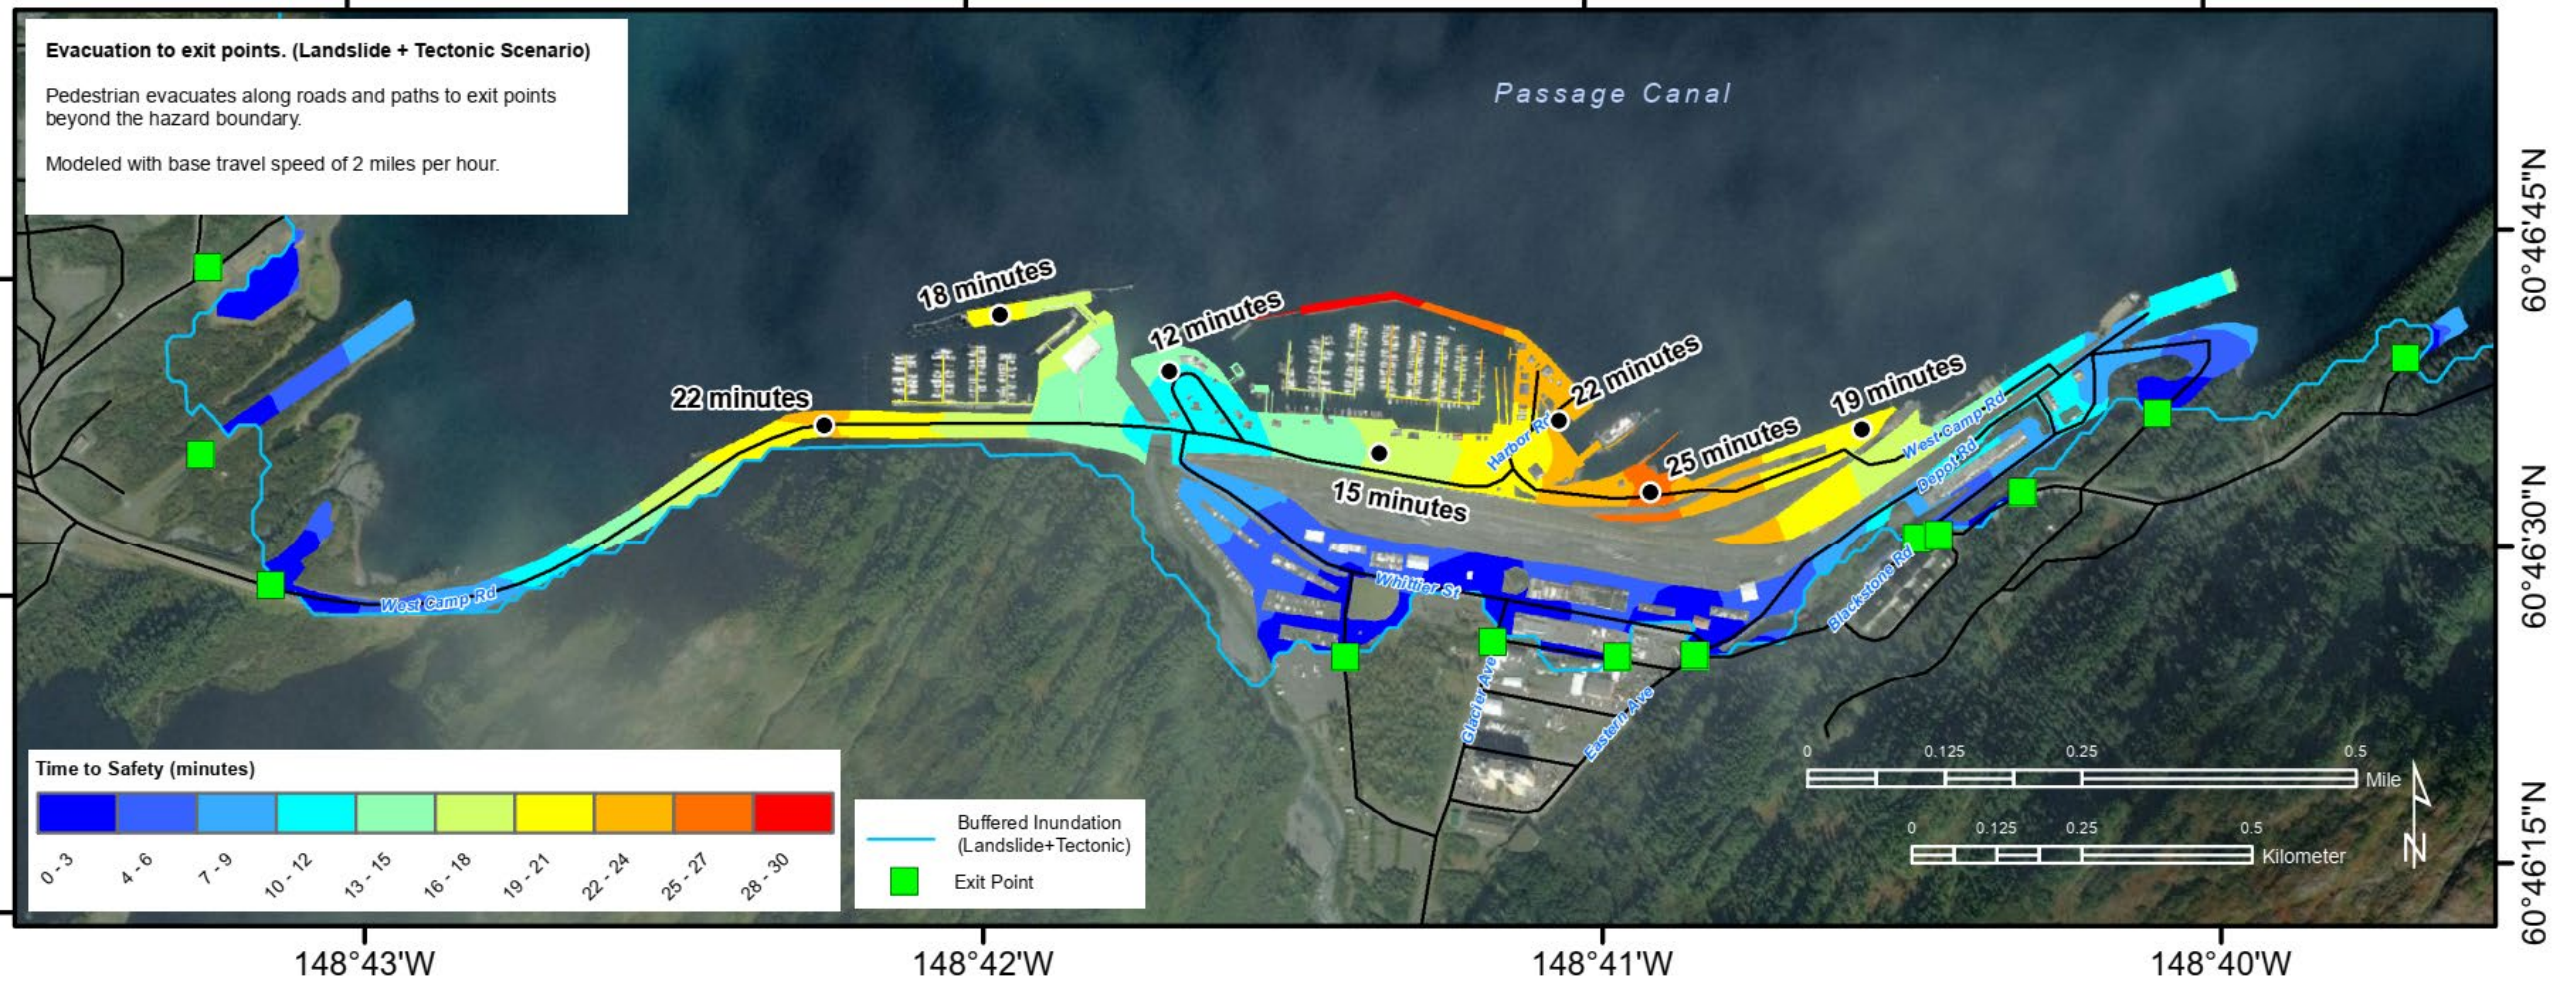 Evacuation to exit points. (Landslide + Tectonic Scenario)
Pedestrian evacuates along roads and paths to exit points
beyond the hazard boundary.
Modeled with base travel speed of 2 miles per hour.
Passage Canal
60°46'45"N
60°46'30"N
60°46'15"N
18 minutes
12 minutes
22 minutes
22 minutes
19 minutes
25 minutes
15 minutes
Harbor Rd
West Camp Rd
Depot Rd
West Camp Rd
Whittier St
Blackstone Rd
Glacier Ave
Eastern Ave
Time to Safety (minutes)
0 - 3
4 - 6
7 - 9
10 - 12
13 - 15
16 - 18
19 - 21
22 - 24
25 - 27
28 - 30
Buffered Inundation
(Landslide+Tectonic)
Exit Point
0 0.125 0.25 0.5
Mile
0 0.125 0.25 0.5
Kilometer
N
148°43'W
148°42'W
148°41'W
148°40'W